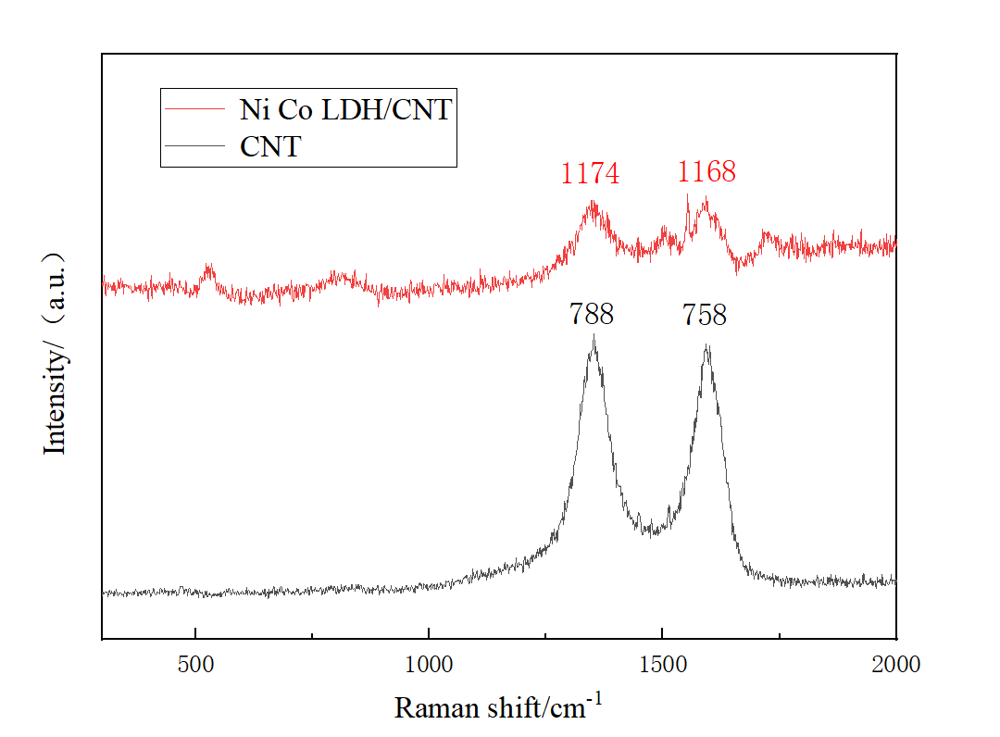 Ni Co LDH/CNT
CNT
1174
1168
788
758
Intensity/（a.u.）
500
1000
1500
2000
Raman shift/cm-1